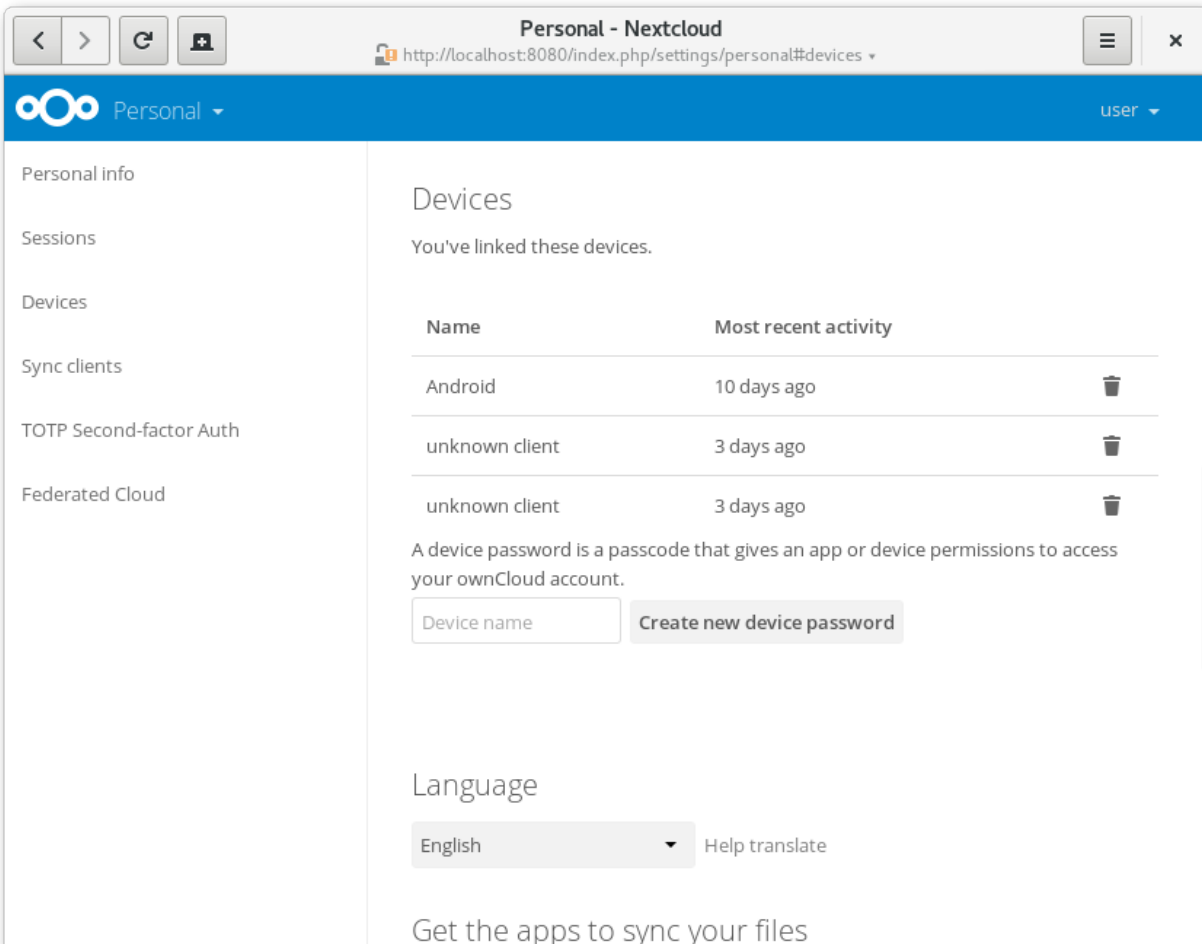 Personal - Nextcloud
http://localhost:8080/index.php/settings/personal#devices
Personal
user
Personal info
Sessions
Devices
Sync clients
TOTP Second-factor Auth
Federated Cloud
Devices
You've linked these devices.
Name Most recent activity
Android 10 days ago
unknown client 3 days ago
unknown client 3 days ago
A device password is a passcode that gives an app or device permissions to access
your ownCloud account.
Device name Create new device password
Language
English Help translate
Get the apps to sync your files